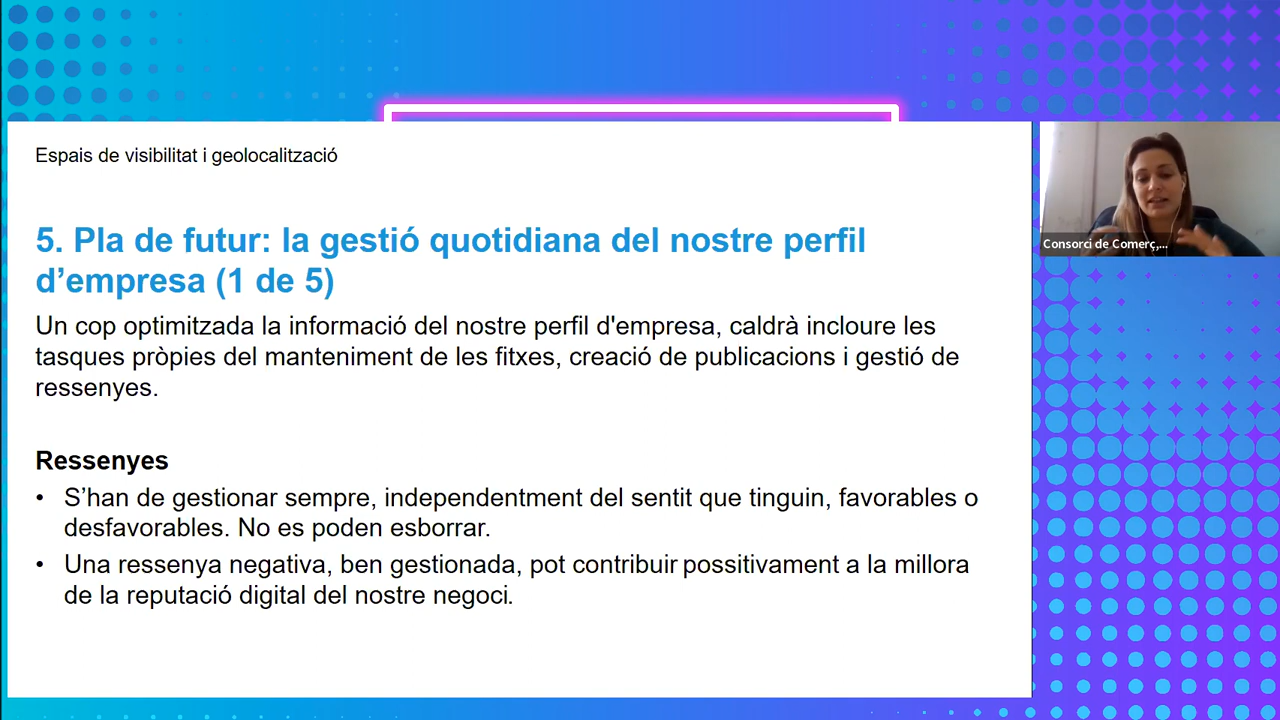 Espais de visibilitat i geolocalització
5. Pla de futur: la gestió quotidiana del nostre perfil
d’empresa (1 de 5)
Un cop optimitzada la informació del nostre perfil d'empresa, caldrà incloure les
tasques pròpies del manteniment de les fitxes, creació de publicacions i gestió de
ressenyes.
Ressenyes
• S’han de gestionar sempre, independentment del sentit que tinguin, favorables o
desfavorables. No es poden esborrar.
• Una ressenya negativa, ben gestionada, pot contribuir possitivament a la millora
de la reputació digital del nostre negoci.
Consorci de Comerç,...